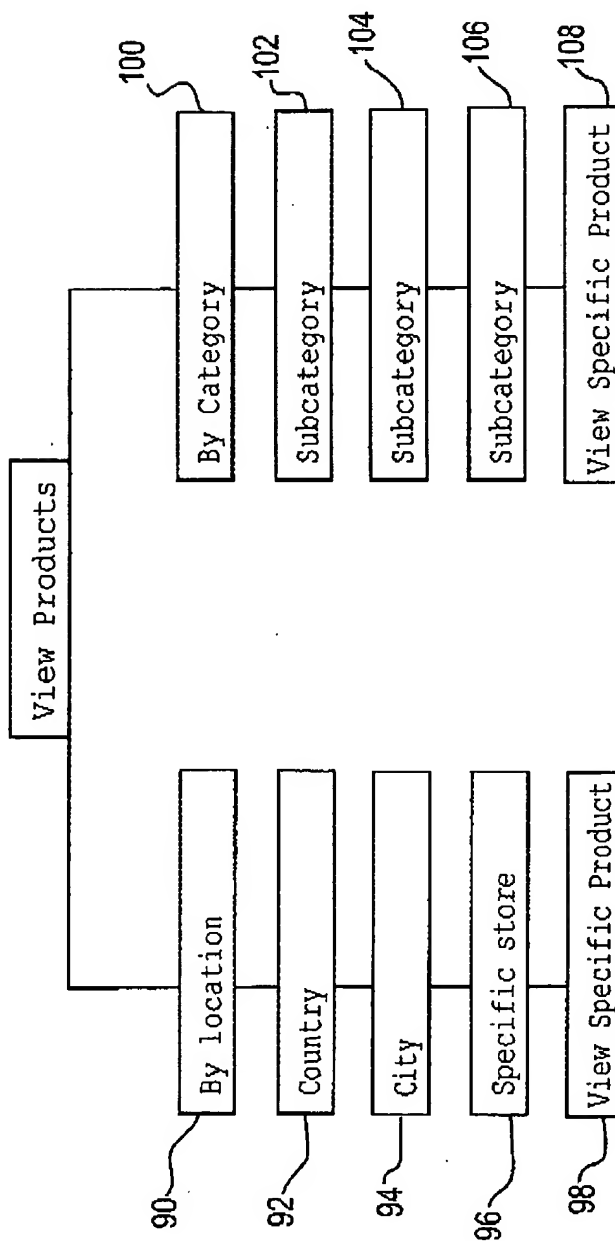 View Products
90
By location
92
Country
94
City
96
Specific store
98
View Specific Product
100
By Category
102
Subcategory
104
Subcategory
106
Subcategory
108
View Specific Product